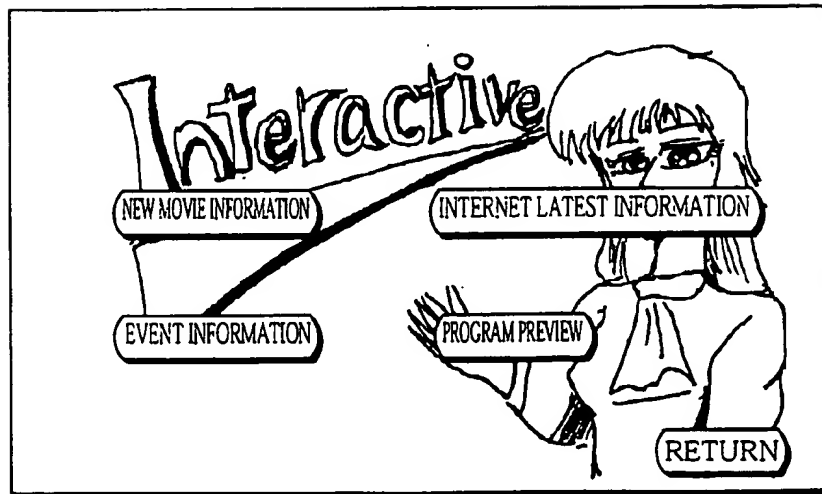 Interactive
NEW MOVIE INFORMATION
INTERNET LATEST INFORMATION
EVENT INFORMATION
PROGRAM PREVIEW
RETURN